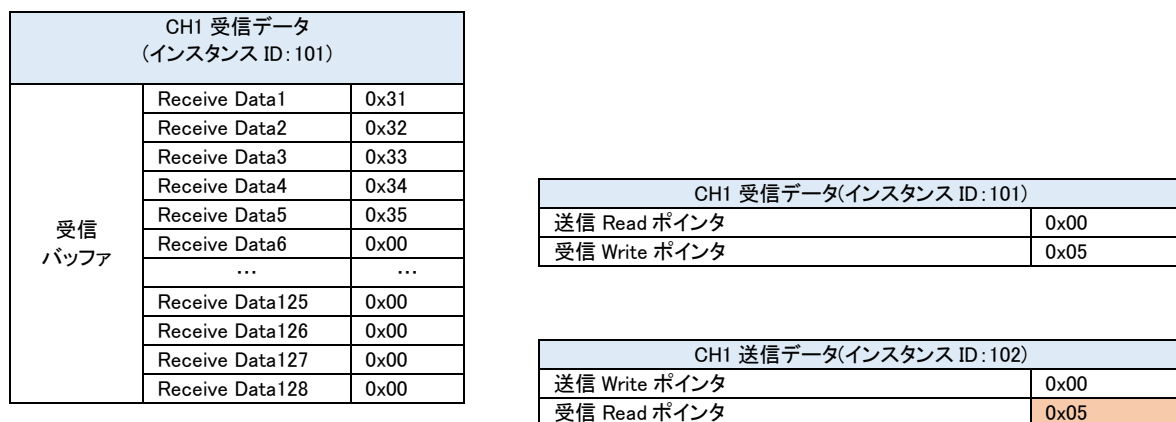 CH1 受信データ
(インスタンス ID:101)
受信
バッファ
Receive Data1 0x31
Receive Data2 0x32
Receive Data3 0x33
Receive Data4 0x34
Receive Data5 0x35
Receive Data6 0x00
… …
Receive Data125 0x00
Receive Data126 0x00
Receive Data127 0x00
Receive Data128 0x00
CH1 受信データ(インスタンス ID:101)
送信 Read ポインタ 0x00
受信 Write ポインタ 0x05
CH1 送信データ(インスタンス ID:102)
送信 Write ポインタ 0x00
受信 Read ポインタ 0x05